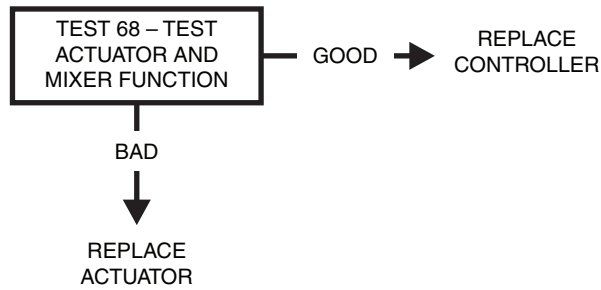 TEST 68 – TEST
ACTUATOR AND
MIXER FUNCTION
GOOD
REPLACE
CONTROLLER
BAD
REPLACE
ACTUATOR